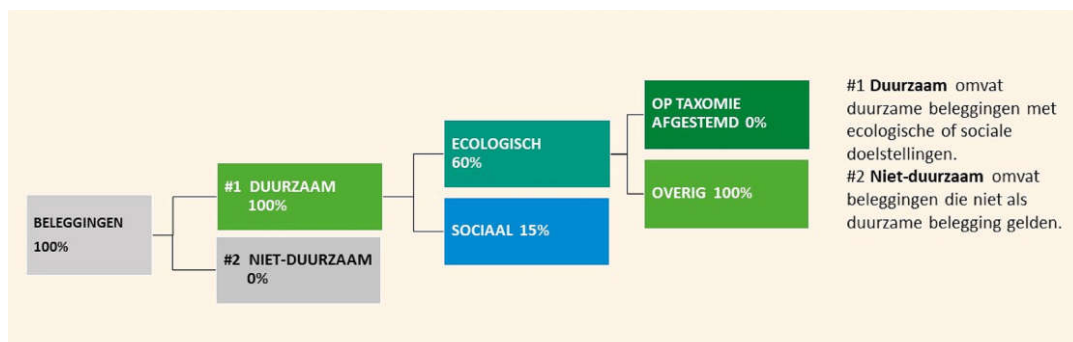 BELEGGINGEN
100%
#1 DUURZAAM
100%
#2 NIET-DUURZAAM
0%
ECOLOGISCH
60%
SOCIAAL 15%
OP TAXOMIE
AFGESTEMD 0%
OVERIG 100%
#1 Duurzaam omvat
duurzame beleggingen met
ecologische of sociale
doelstellingen.
#2 Niet-duurzaam omvat
beleggingen die niet als
duurzame belegging gelden.